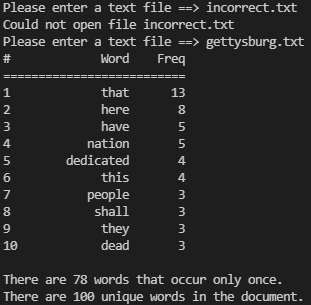 Please enter a text file ==> incorrect.txt
Could not open file incorrect.txt
Please enter a text file ==> gettysburg.txt
#            Word    Freq
==========================
1            that      13
2            here       8
3            have       5
4          nation       5
5       dedicated       4
6            this       4
7          people       3
8           shall       3
9            they       3
10           dead       3

There are 78 words that occur only once.
There are 100 unique words in the document.